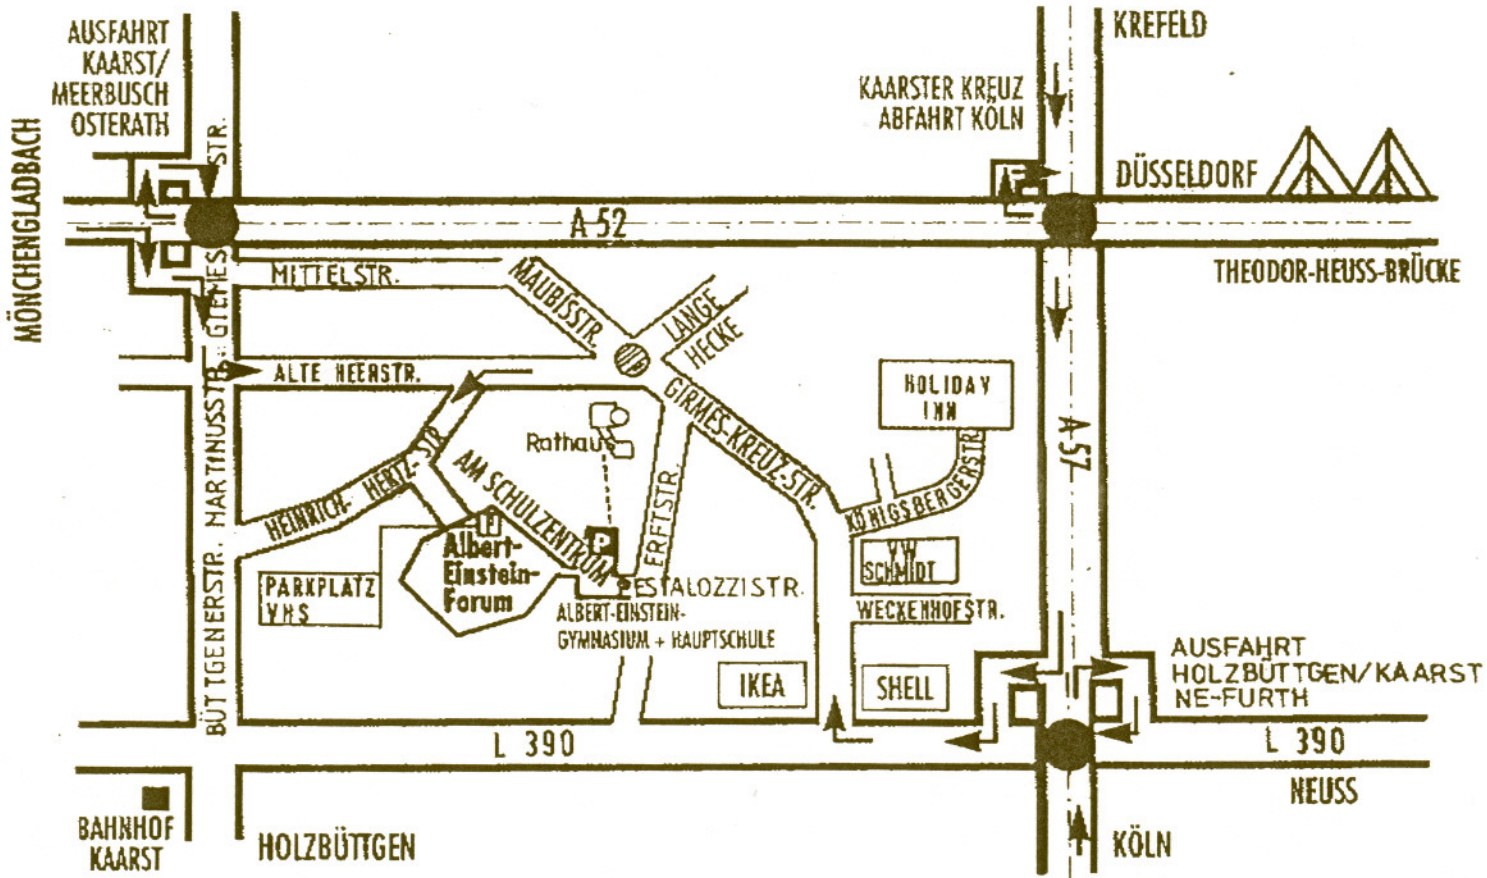 AUSFAHRT
KAARST/
MEERBUSCH
OSTERATH
MÖNCHENGLADBACH
KREFELD
KAARSTER KREUZ
ABFAHRT KÖLN
DÜSSELDORF
THEODOR-HEUSS-BRÜCKE
A 52
STR.
MITTELSTR.
MAUBISSTR.
LANGE
HECKE
ALTE HEERSTR.
GIRMES-KREUZ-STR.
HOLIDAY
INN
A 57
Rathaus
HEINRICH-HERTZ-STR.
AM SCHULZENTRUM
ERFTSTR.
KÖNIGSBERGERSTR.
MARTINUSSTR.
BÜTTGENERSTR.
P
P
Albert-
Einstein-
Forum
PARKPLATZ
VHS
VW
SCHMIDT
ESTALOZZISTR.
WECKENHOFSTR.
ALBERT-EINSTEIN-
GYMNASIUM + HAUPTSCHULE
IKEA
SHELL
AUSFAHRT
HOLZBÜTTGEN/KAARST
NE-FURTH
L 390
L 390
NEUSS
BAHNHOF
KAARST
HOLZBÜTTGEN
KÖLN